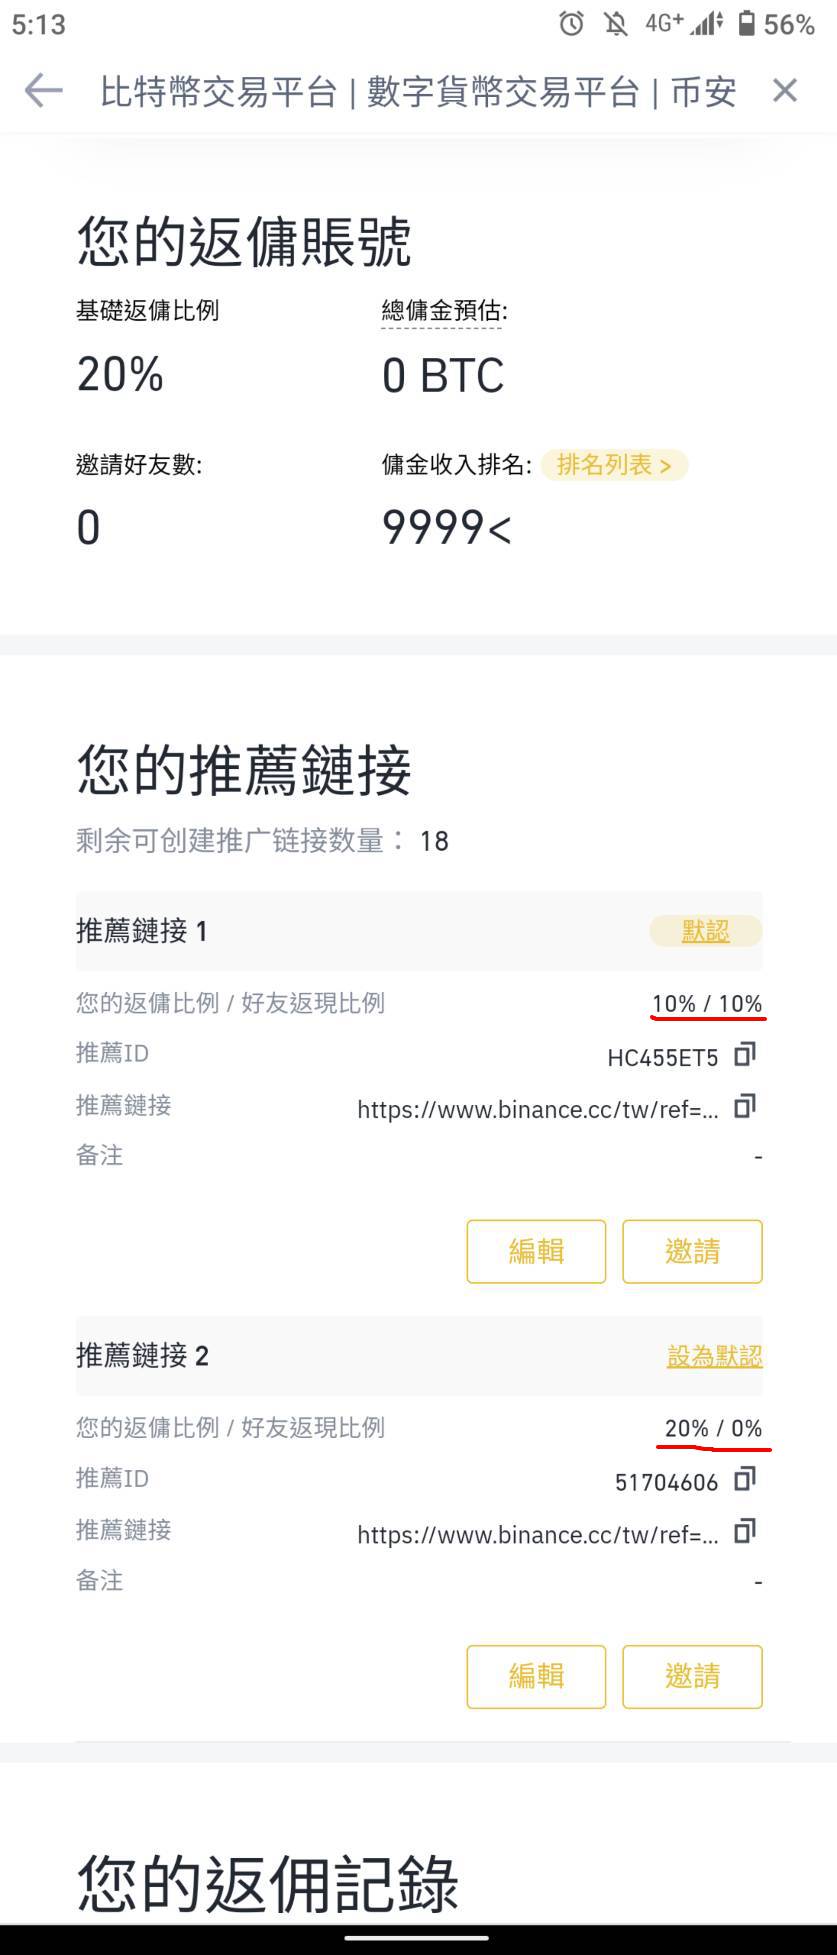 5:13 4G+ 56%
比特幣交易平台 | 數字貨幣交易平台 | 币安
您的返傭賬號
基礎返傭比例 總傭金預估:
20% 0 BTC
邀請好友數: 傭金收入排名: 排名列表 >
0 9999<
您的推薦鏈接
剩余可创建推广链接数量： 18
推薦鏈接 1 默認
您的返傭比例 / 好友返現比例 10% / 10%
推薦ID HC455ET5
推薦鏈接 https://www.binance.cc/tw/ref=...
备注 -
編輯 邀請
推薦鏈接 2 設為默認
您的返傭比例 / 好友返現比例 20% / 0%
推薦ID 51704606
推薦鏈接 https://www.binance.cc/tw/ref=...
备注 -
編輯 邀請
您的返佣記錄